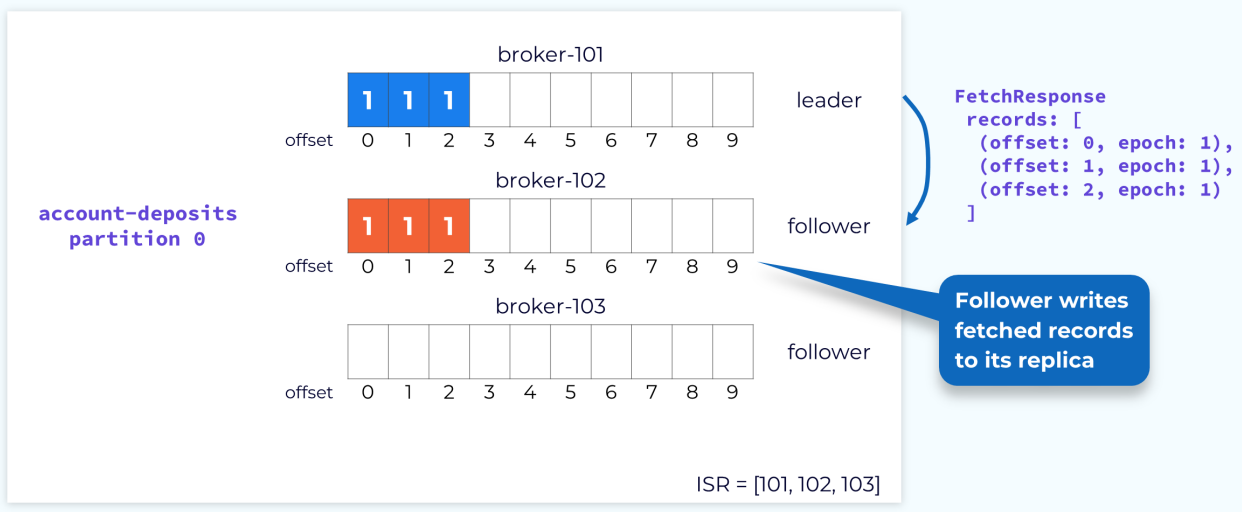 broker-101
1 1 1
leader
offset 0 1 2 3 4 5 6 7 8 9
broker-102
account-deposits
partition 0
1 1 1
follower
offset 0 1 2 3 4 5 6 7 8 9
broker-103
follower
offset 0 1 2 3 4 5 6 7 8 9
ISR = [101, 102, 103]
FetchResponse
records: [
(offset: 0, epoch: 1),
(offset: 1, epoch: 1),
(offset: 2, epoch: 1)
]
Follower writes
fetched records
to its replica